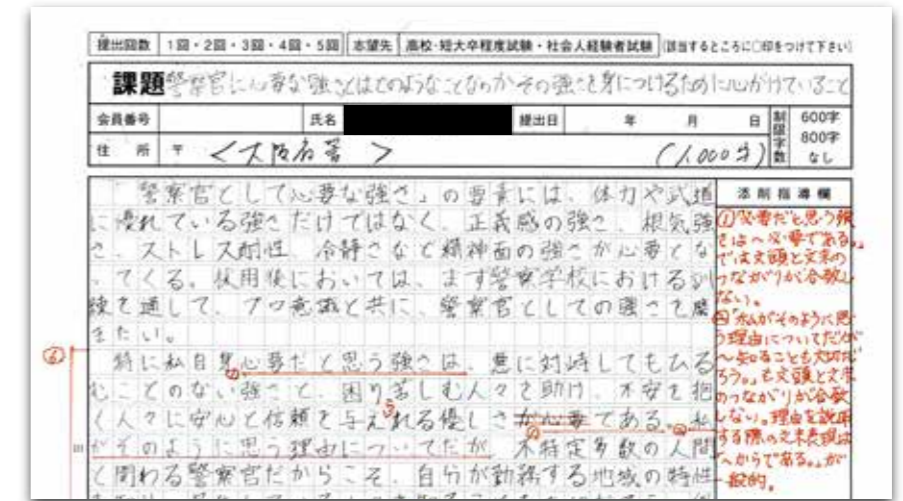 提出回数 1回・2回・3回・4回・5回 志望先 高校・短大卒程度試験・社会人経験者試験 (該当するところに○印をつけて下さい)
課題 警察官に必要な強さとはどのようなことなのかその強さを身につけるために心がけていること
会員番号 氏名 提出日 年 月 日 制限字数 600字 800字 なし
住所 〒 <大阪府警> (1,000字)
「警察官として必要な強さ」の要素には、体力や武道
に優れている強さだけではなく、正義感の強さ、根気強
さ、ストレス耐性、冷静さなど精神面の強さが必要とな
ってくる。採用後においては、まず警察学校における訓
練を通して、プロ意識と共に、警察官としての強さを磨
きたい。
特に私自身必要だと思う強さは、悪に対峙してもひる
むことのない強さと、困り苦しむ人々を助け、不安を抱
く人々に安心と信頼を与えれる優しさが必要である。私
がそのように思う理由についてだが、不特定多数の人間
と関わる警察官だからこそ、自分が勤務する地域の特性
添削指導欄
①「必要だと思う強
さは〜必要である。」
では文頭と文末の
つながりが合致し
ない。
②「私がそのように思
う理由についてだが
〜知ることも大切だ
ろう。」も文頭と文末
のつながりが合致
しない。理由を説明
する際の文末表現は
「〜からである。」が
一般的。